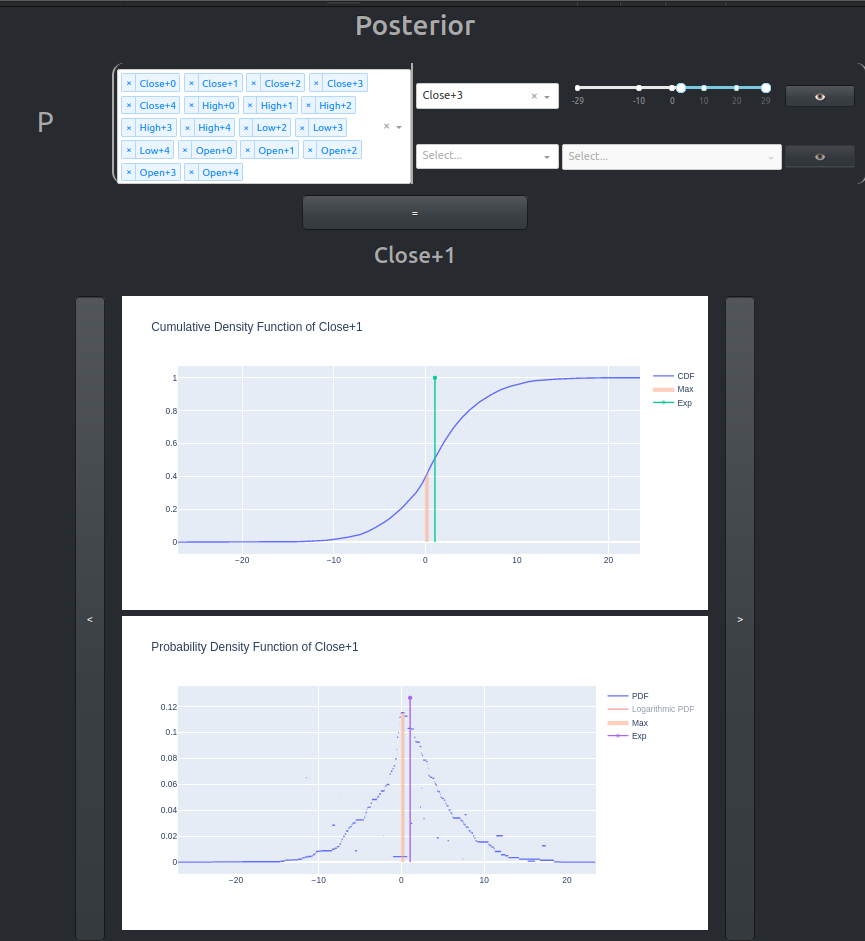 Posterior
P
× Close+0 × Close+1 × Close+2 × Close+3
× Close+4 × High+0 × High+1 × High+2
× High+3 × High+4 × Low+2 × Low+3 × 
× Low+4 × Open+0 × Open+1 × Open+2
× Open+3 × Open+4
Close+3 ×
-29 -10 0 10 20 29
Select... Select...
=
Close+1
<
>
Cumulative Density Function of Close+1
1
0.8
0.6
0.4
0.2
0
−20 −10 0 10 20
CDF
Max
Exp
Probability Density Function of Close+1
0.12
0.1
0.08
0.06
0.04
0.02
0
−20 −10 0 10 20
PDF
Logarithmic PDF
Max
Exp